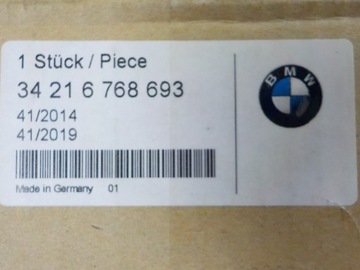 1 Stück / Piece
34 21 6 768 693
41/2014
41/2019
Made in Germany 01
BMW